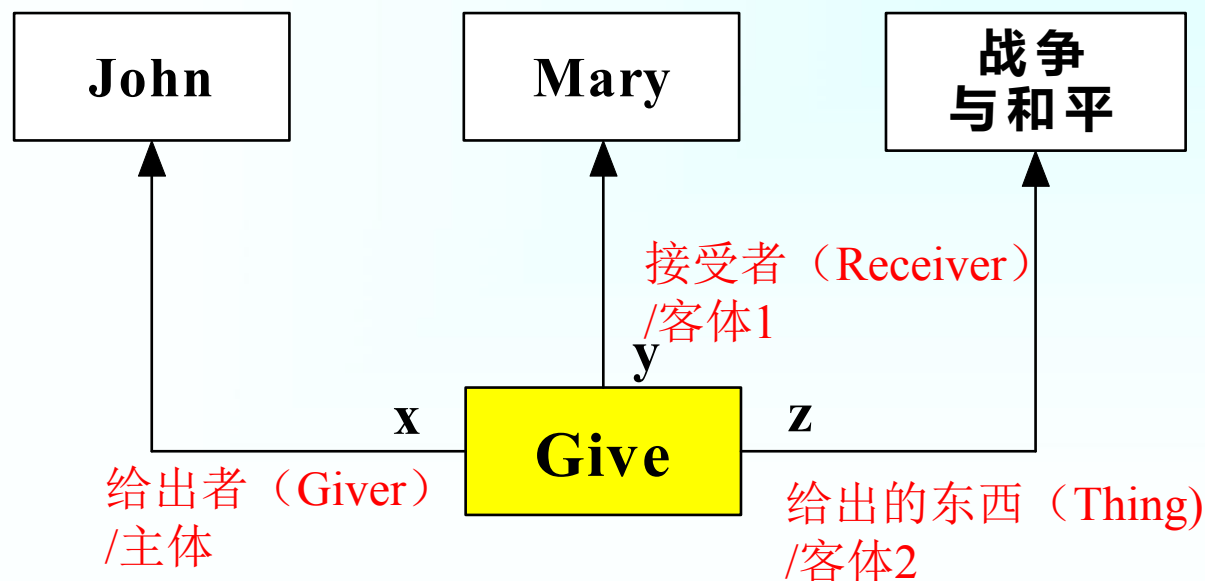 John
Mary
战争
与和平
接受者（Receiver）
/客体1
y
x
z
Give
给出者（Giver）
/主体
给出的东西（Thing)
/客体2